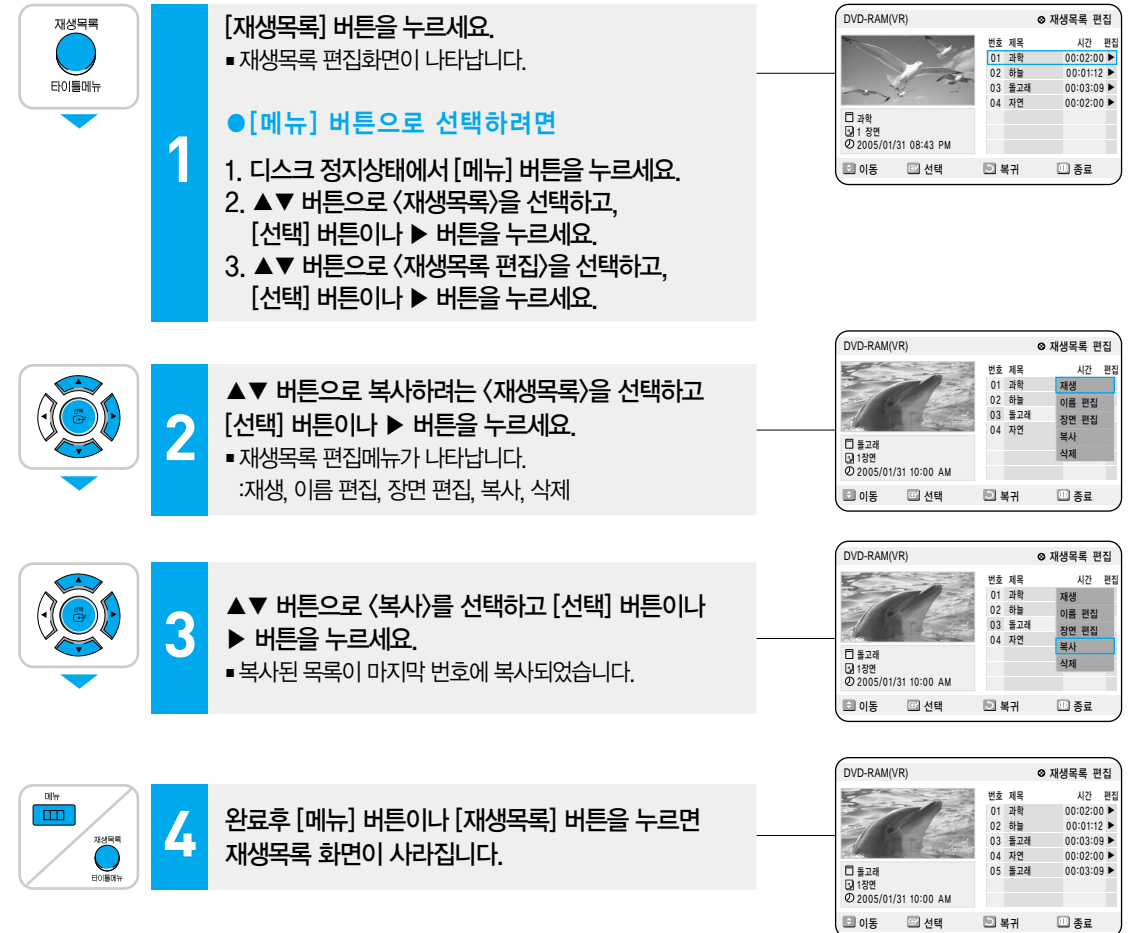 재생목록
타이틀메뉴
1
[재생목록] 버튼을 누르세요.
▪ 재생목록 편집화면이 나타납니다.
●[메뉴] 버튼으로 선택하려면
1. 디스크 정지상태에서 [메뉴] 버튼을 누르세요.
2. ▲▼ 버튼으로 〈재생목록〉을 선택하고,
[선택] 버튼이나 ▶ 버튼을 누르세요.
3. ▲▼ 버튼으로 〈재생목록 편집〉을 선택하고,
[선택] 버튼이나 ▶ 버튼을 누르세요.
DVD-RAM(VR) 재생목록 편집
번호 제목 시간 편집
01 과학 00:02:00 ▶
02 하늘 00:01:12 ▶
03 돌고래 00:03:09 ▶
04 자연 00:02:00 ▶
과학
1 장면
2005/01/31 08:43 PM
이동 선택 복귀 종료
선택
2
▲▼ 버튼으로 복사하려는 〈재생목록〉을 선택하고
[선택] 버튼이나 ▶ 버튼을 누르세요.
▪ 재생목록 편집메뉴가 나타납니다.
:재생, 이름 편집, 장면 편집, 복사, 삭제
DVD-RAM(VR) 재생목록 편집
번호 제목 시간 편집
01 과학 재생
02 하늘 이름 편집
03 돌고래 장면 편집
04 자연 복사
삭제
돌고래
1장면
2005/01/31 10:00 AM
이동 선택 복귀 종료
선택
3
▲▼ 버튼으로 〈복사〉를 선택하고 [선택] 버튼이나
▶ 버튼을 누르세요.
▪ 복사된 목록이 마지막 번호에 복사되었습니다.
DVD-RAM(VR) 재생목록 편집
번호 제목 시간 편집
01 과학 재생
02 하늘 이름 편집
03 돌고래 장면 편집
04 자연 복사
삭제
돌고래
1장면
2005/01/31 10:00 AM
이동 선택 복귀 종료
메뉴
재생목록
타이틀메뉴
4
완료후 [메뉴] 버튼이나 [재생목록] 버튼을 누르면
재생목록 화면이 사라집니다.
DVD-RAM(VR) 재생목록 편집
번호 제목 시간 편집
01 과학 00:02:00 ▶
02 하늘 00:01:12 ▶
03 돌고래 00:03:09 ▶
04 자연 00:02:00 ▶
05 돌고래 00:03:09 ▶
돌고래
1장면
2005/01/31 10:00 AM
이동 선택 복귀 종료